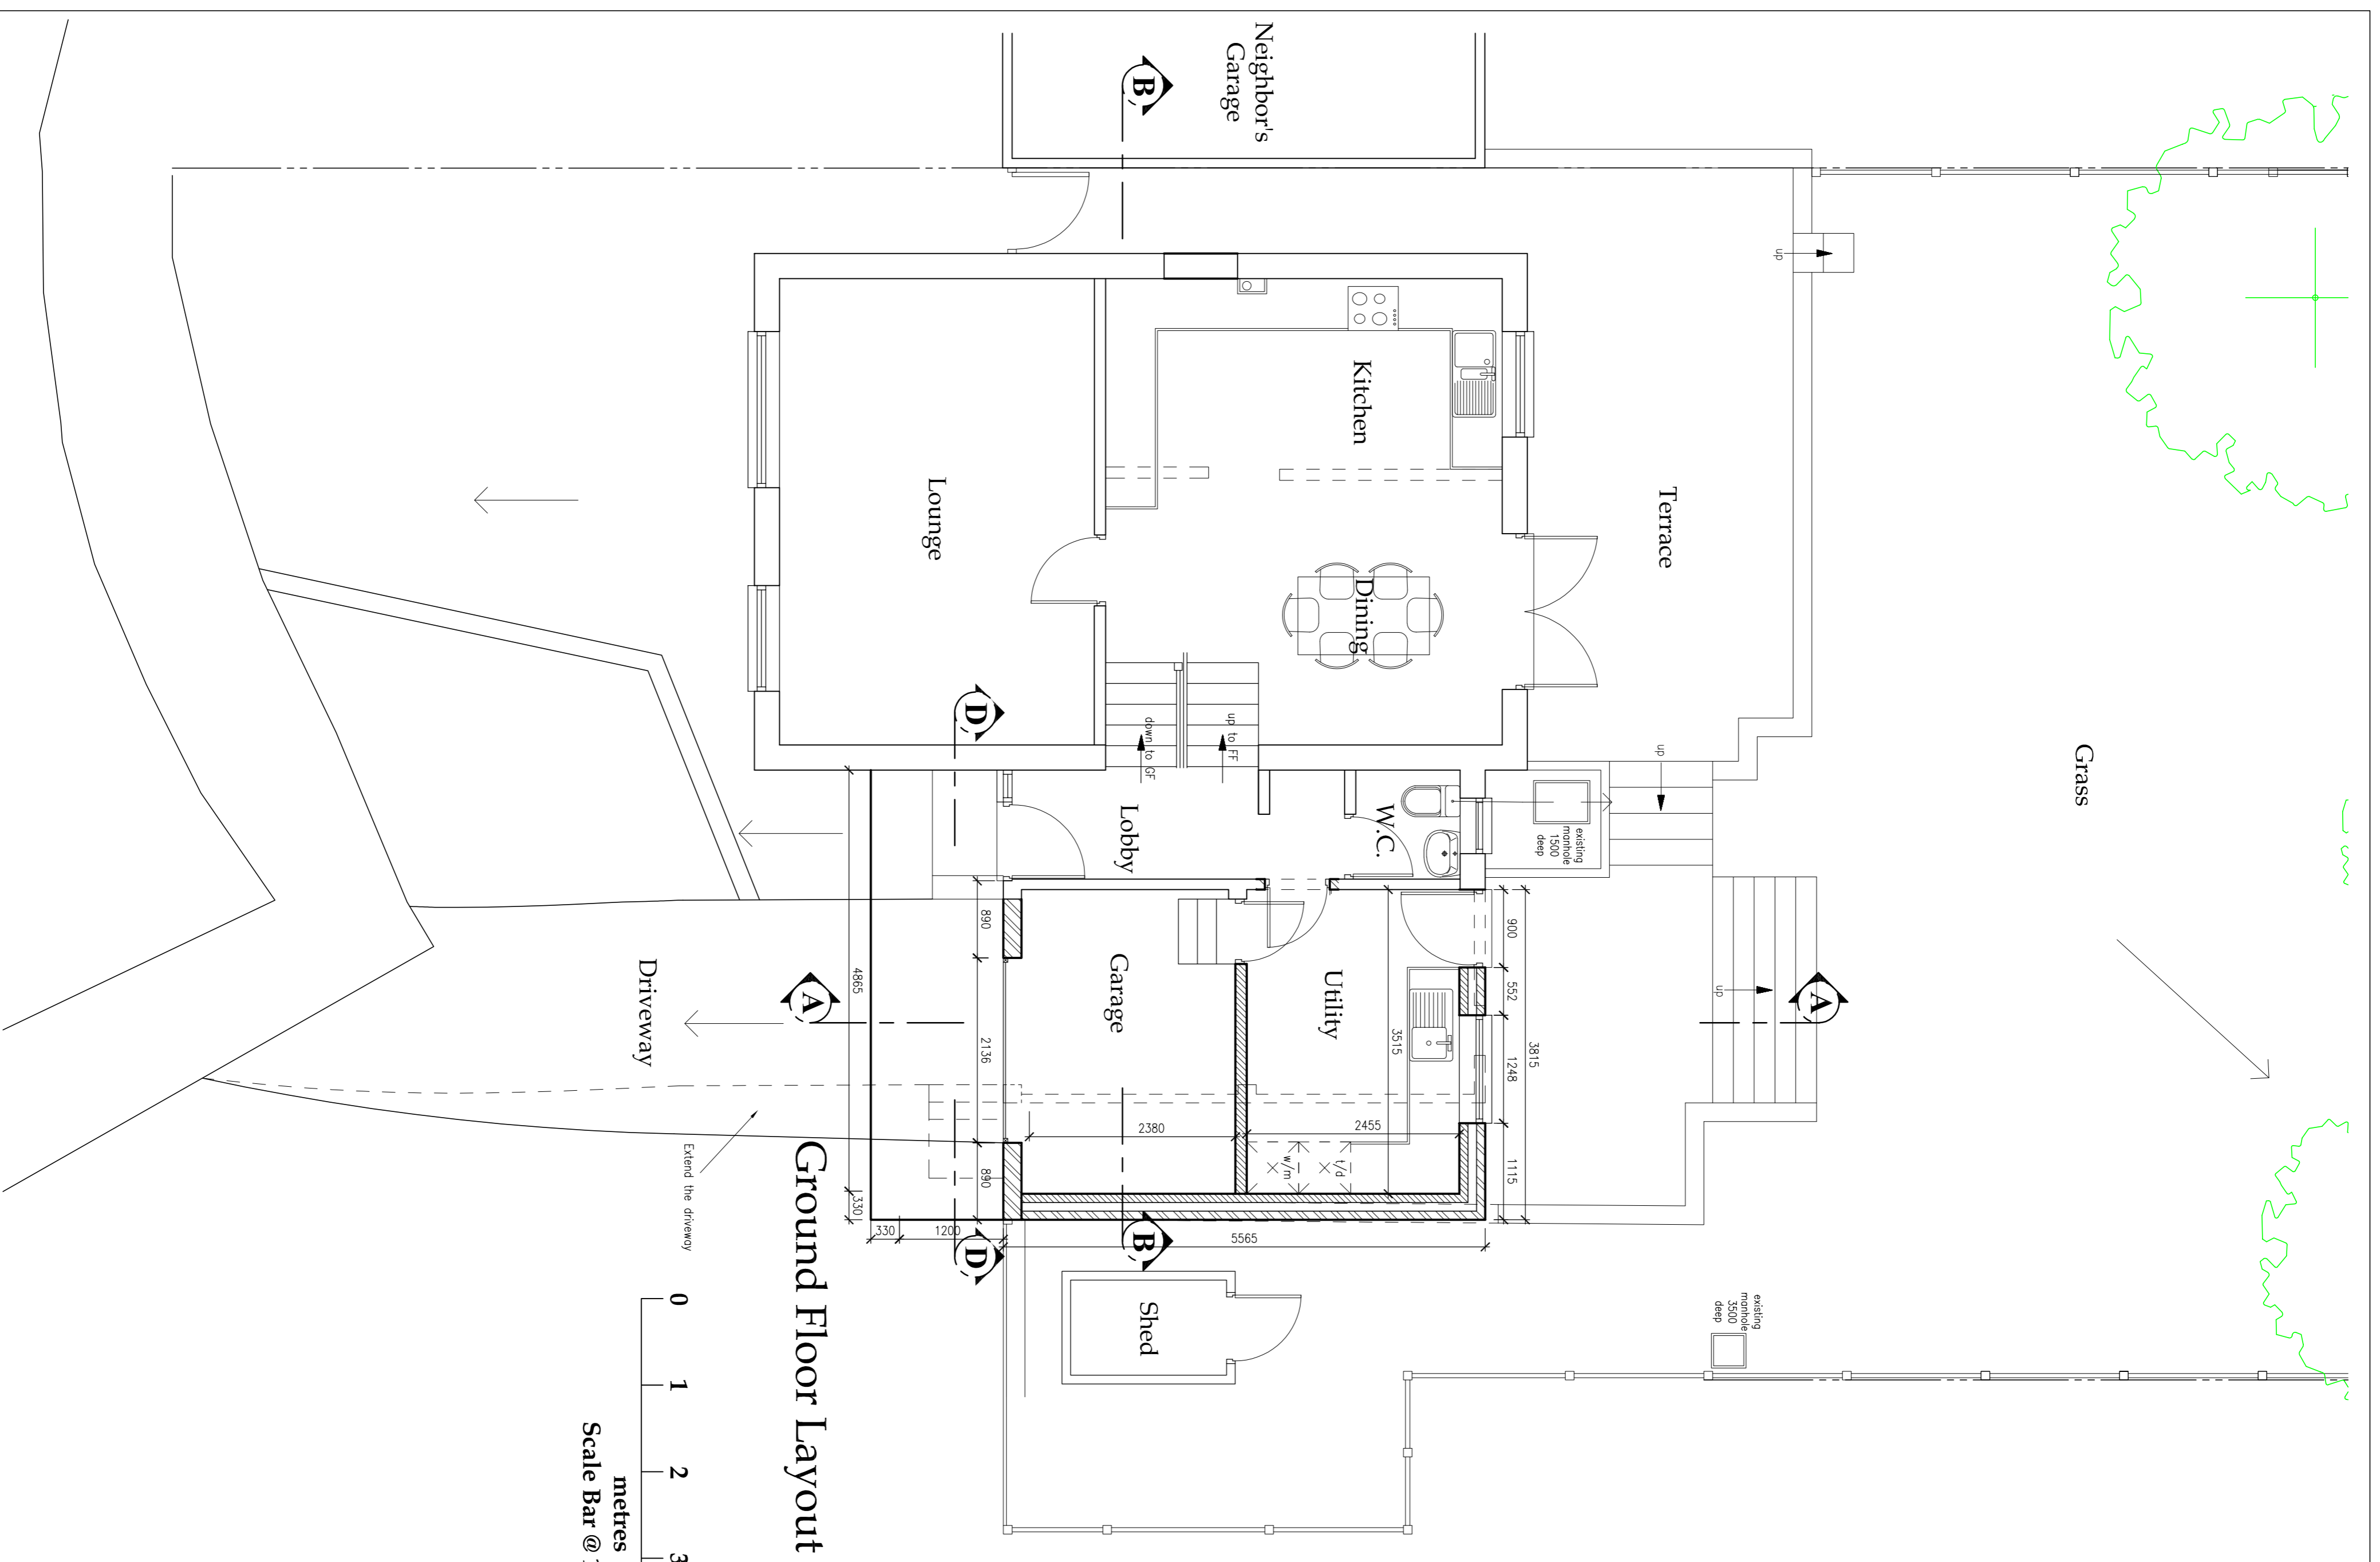 Neighbor's
Garage
B
up
Kitchen
Lounge
Terrace
Dining
Grass
D
down to GF
up to FF
up
Lobby
W.C.
existing
manhole
1500
deep
890
900
552
3815
Driveway
4865
A
Garage
Utility
3515
up
A
2136
1248
Extend the driveway
2380
2455
w/m
t/d
890
1115
330
330
1200
D
B
5565
Ground Floor Layout
Shed
existing
manhole
3500
deep
0
1
2
3
metres
Scale Bar @